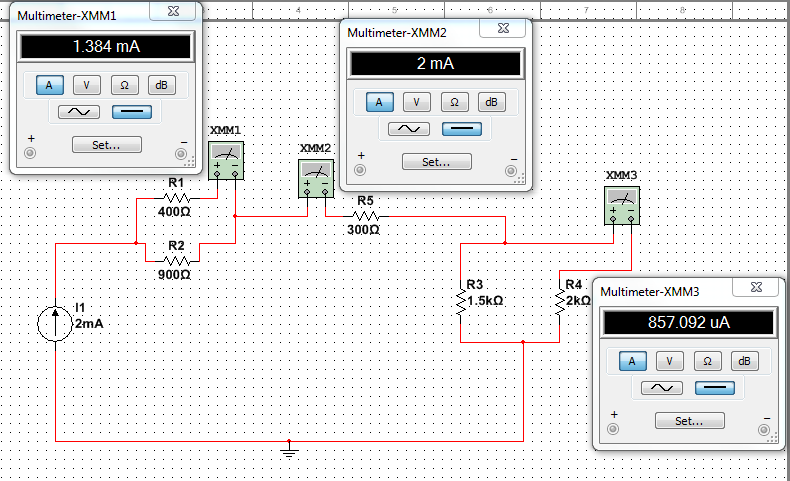 4 5 6 7 8
Multimeter-XMM1
1.384 mA
A V Ω dB
+ Set... −
Multimeter-XMM2
2 mA
A V Ω dB
+ Set... −
XMM1
XMM2
XMM3
R1
400Ω
R2
900Ω
R5
300Ω
R3
1.5kΩ
R4
2kΩ
I1
2mA
Multimeter-XMM3
857.092 uA
A V Ω dB
+ Set... −